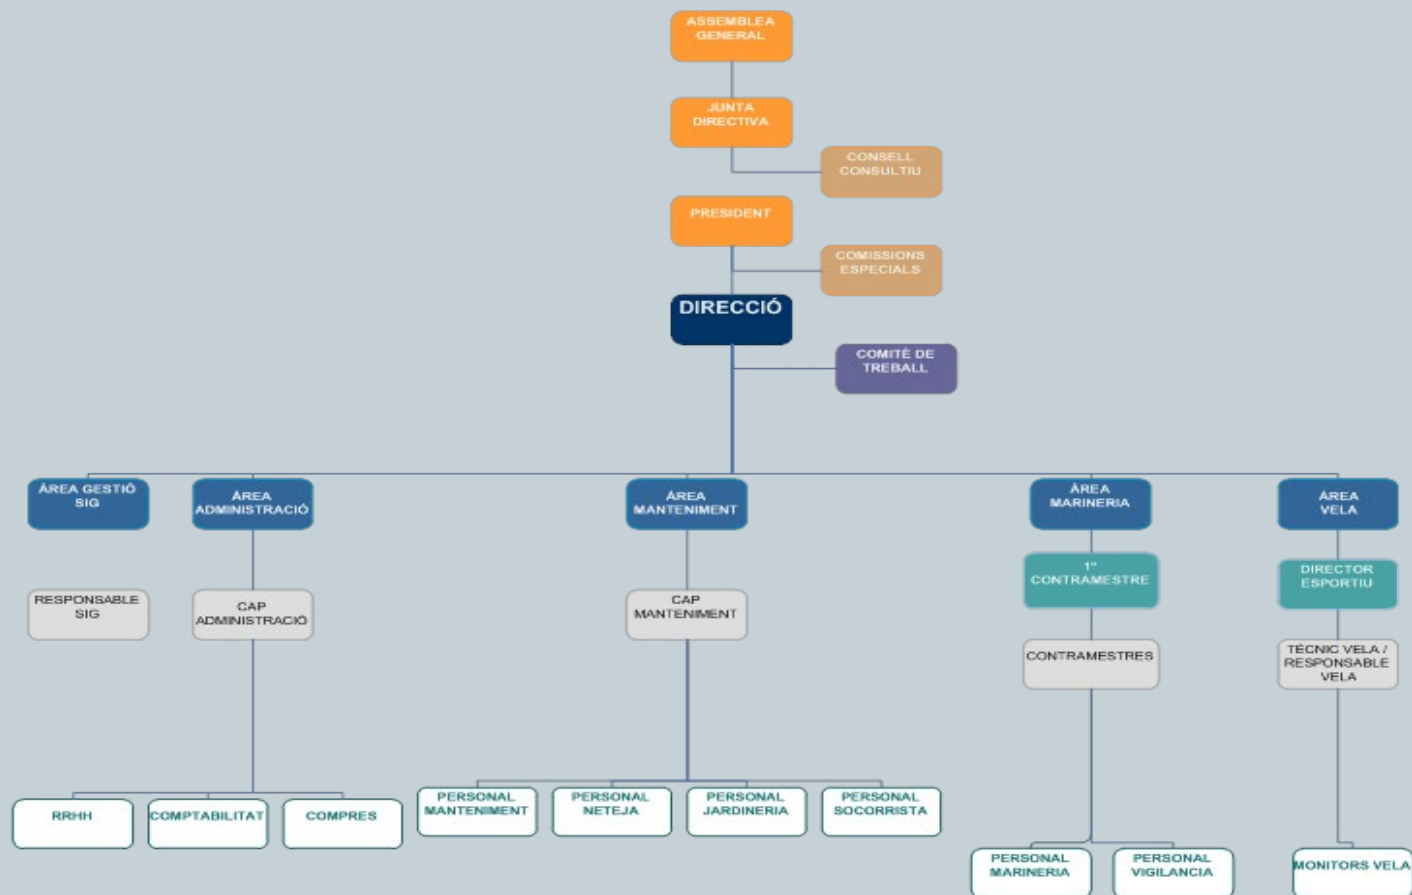 ASSEMBLEA
GENERAL
JUNTA
DIRECTIVA
CONSELL
CONSULTIU
PRESIDENT
COMISSIONS
ESPECIALS
DIRECCIÓ
COMITÈ DE
TREBALL
ÀREA GESTIÓ
SIG
ÀREA
ADMINISTRACIÓ
ÀREA
MANTENIMENT
ÀREA
MARINERIA
ÀREA
VELA
1º
CONTRAMESTRE
DIRECTOR
ESPORTIU
RESPONSABLE
SIG
CAP
ADMINISTRACIÓ
CAP
MANTENIMENT
CONTRAMESTRES
TÈCNIC VELA /
RESPONSABLE
VELA
RRHH
COMPTABILITAT
COMPRES
PERSONAL
MANTENIMENT
PERSONAL
NETEJA
PERSONAL
JARDINERIA
PERSONAL
SOCORRISTA
PERSONAL
MARINERIA
PERSONAL
VIGILANCIA
MONITORS VELA